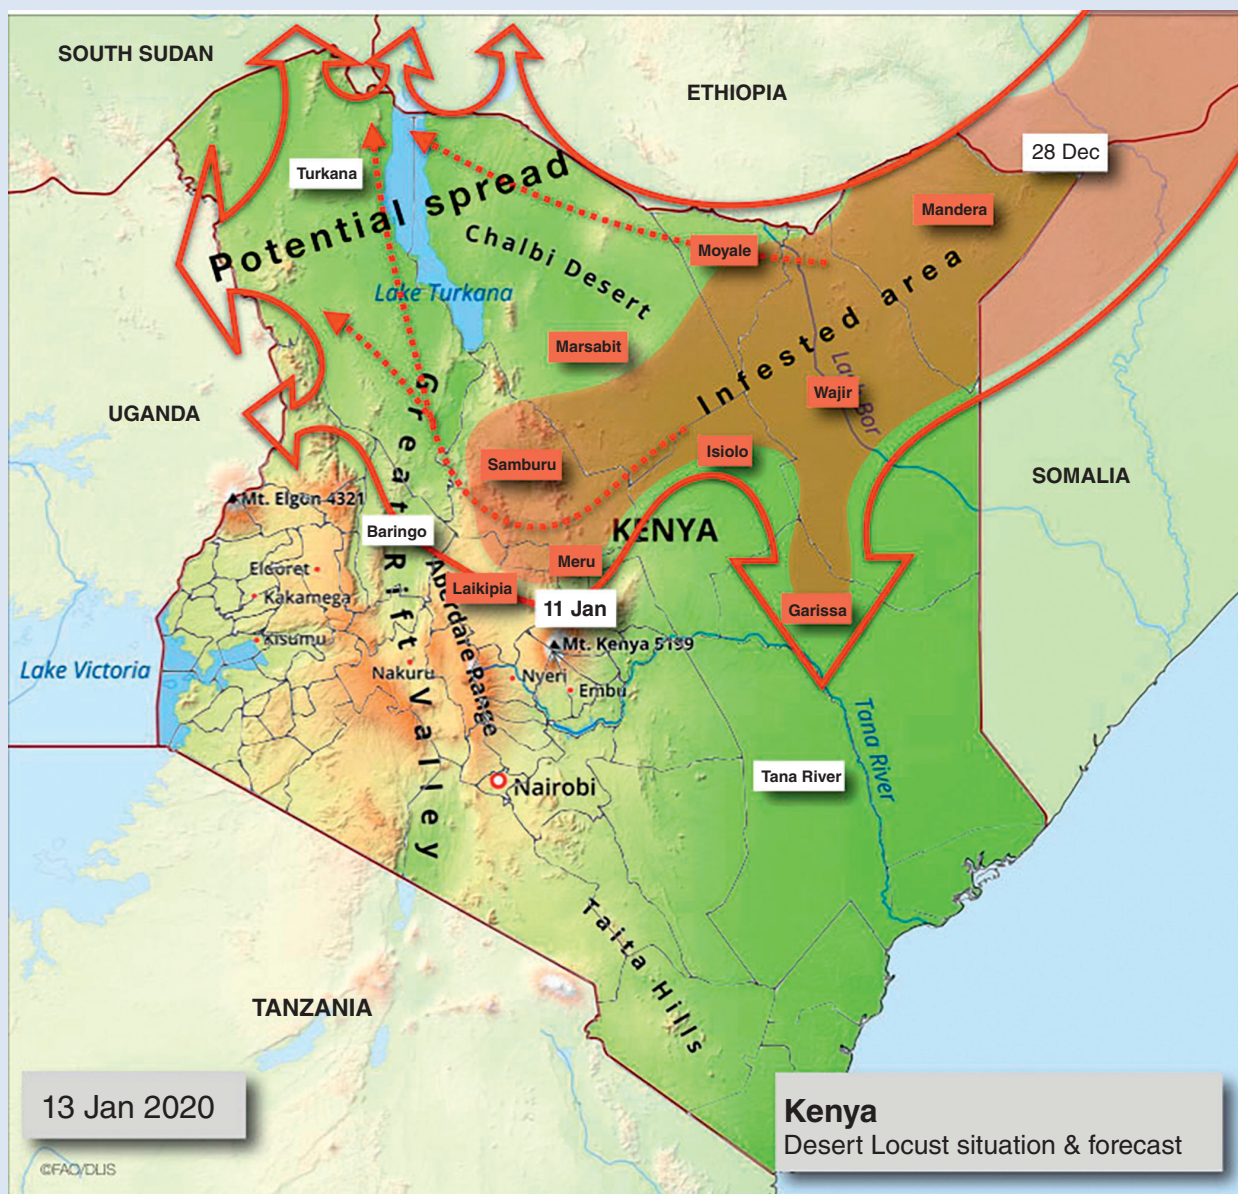 SOUTH SUDAN
ETHIOPIA
28 Dec
Turkana
Mandera
Potential spread
Moyale
Chalbi Desert
Infested area
Lake Turkana
Marsabit
Wajir
UGANDA
Great Rift Valley
Isiolo
Samburu
SOMALIA
Mt. Elgon 4321
Baringo
KENYA
Meru
Eldoret
Laikipia
Aberdare Range
Kakamega
11 Jan
Garissa
Kisumu
Mt. Kenya 5199
Lake Victoria
Nakuru
Nyeri
Embu
Tana River
Tana River
Nairobi
Taita Hills
TANZANIA
13 Jan 2020
Kenya
Desert Locust situation & forecast
©FAO/DLIS